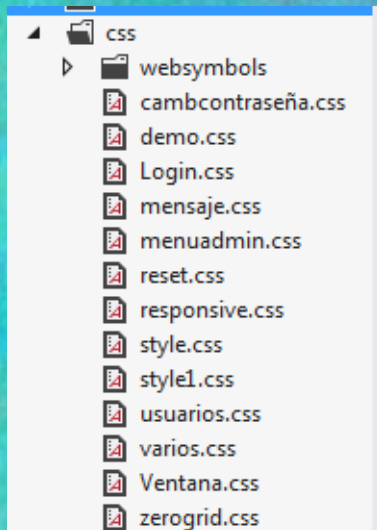 css
websymbols
cambcontraseña.css
demo.css
Login.css
mensaje.css
menuadmin.css
reset.css
responsive.css
style.css
style1.css
usuarios.css
varios.css
Ventana.css
zerogrid.css